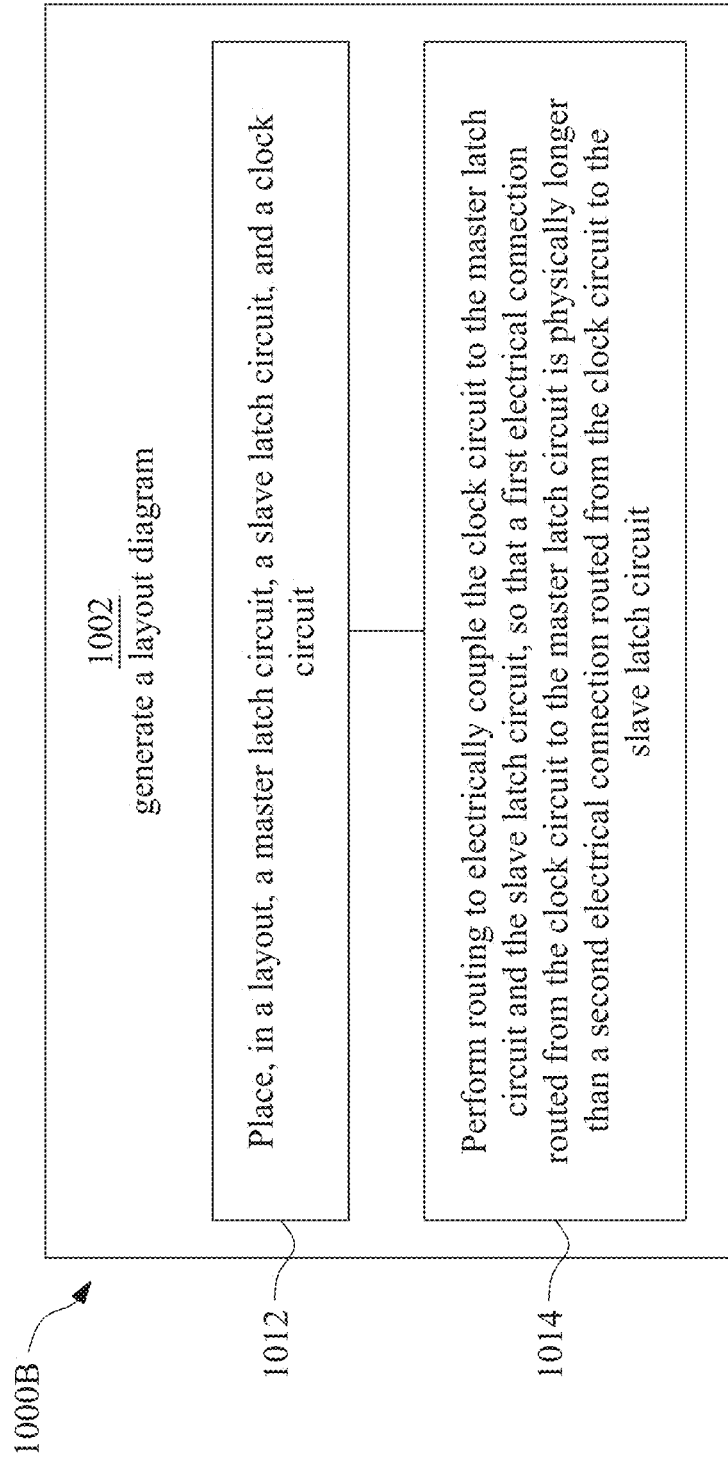 1000B
1002
generate a layout diagram
1012
Place, in a layout, a master latch circuit, a slave latch circuit, and a clock
circuit
1014
Perform routing to electrically couple the clock circuit to the master latch
circuit and the slave latch circuit, so that a first electrical connection
routed from the clock circuit to the master latch circuit is physically longer
than a second electrical connection routed from the clock circuit to the
slave latch circuit